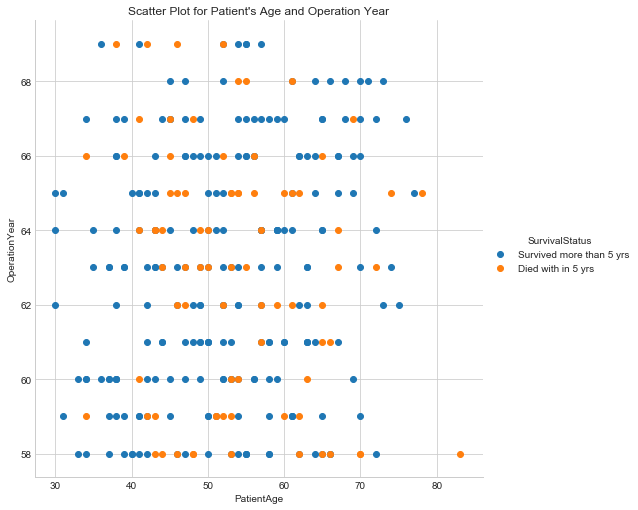 Scatter Plot for Patient's Age and Operation Year
68
66
64
62
60
58
OperationYear
30 40 50 60 70 80
PatientAge
SurvivalStatus
Survived more than 5 yrs
Died with in 5 yrs